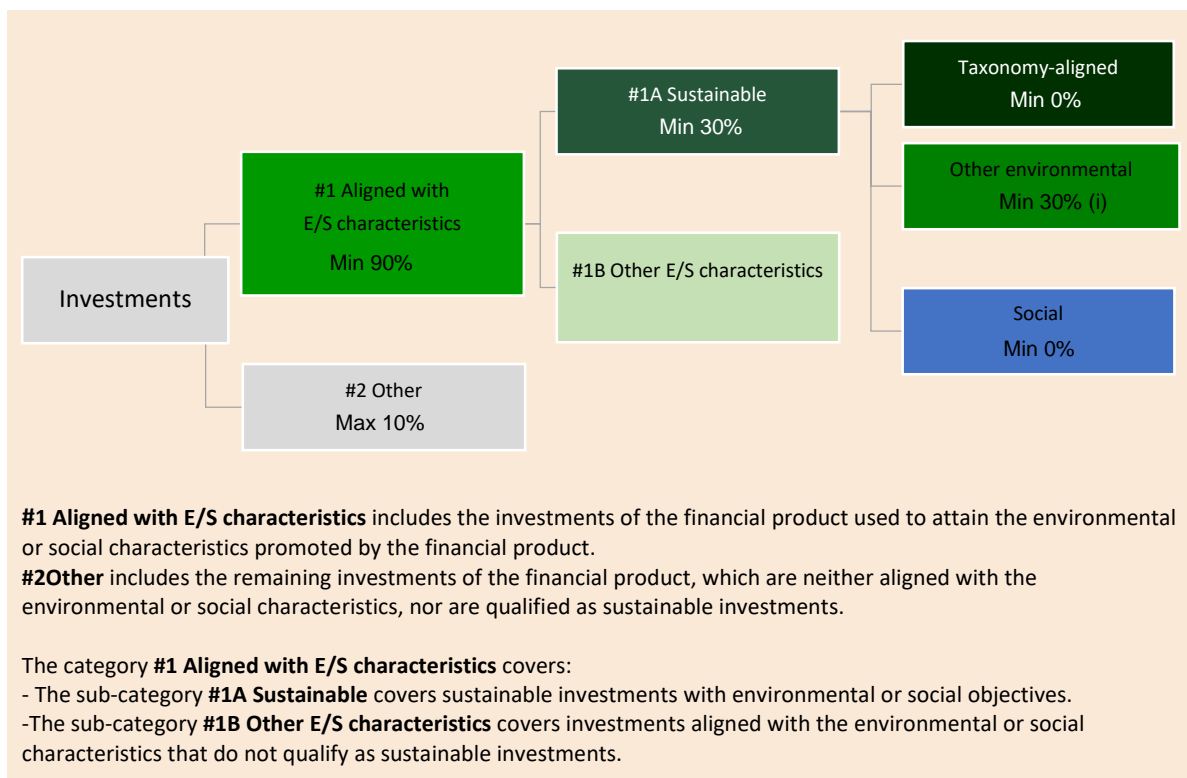 Taxonomy-aligned
Min 0%
#1A Sustainable
Min 30%
Other environmental
Min 30% (i)
#1 Aligned with
E/S characteristics
Min 90%
#1B Other E/S characteristics
Investments
Social
Min 0%
#2 Other
Max 10%
#1 Aligned with E/S characteristics includes the investments of the financial product used to attain the environmental
or social characteristics promoted by the financial product.
#2Other includes the remaining investments of the financial product, which are neither aligned with the
environmental or social characteristics, nor are qualified as sustainable investments.
The category #1 Aligned with E/S characteristics covers:
- The sub-category #1A Sustainable covers sustainable investments with environmental or social objectives.
-The sub-category #1B Other E/S characteristics covers investments aligned with the environmental or social
characteristics that do not qualify as sustainable investments.